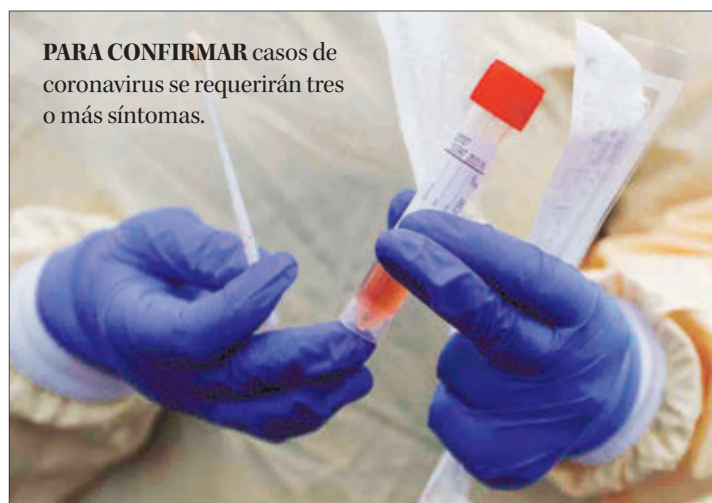 PARA CONFIRMAR casos de
coronavirus se requerirán tres
o más síntomas.